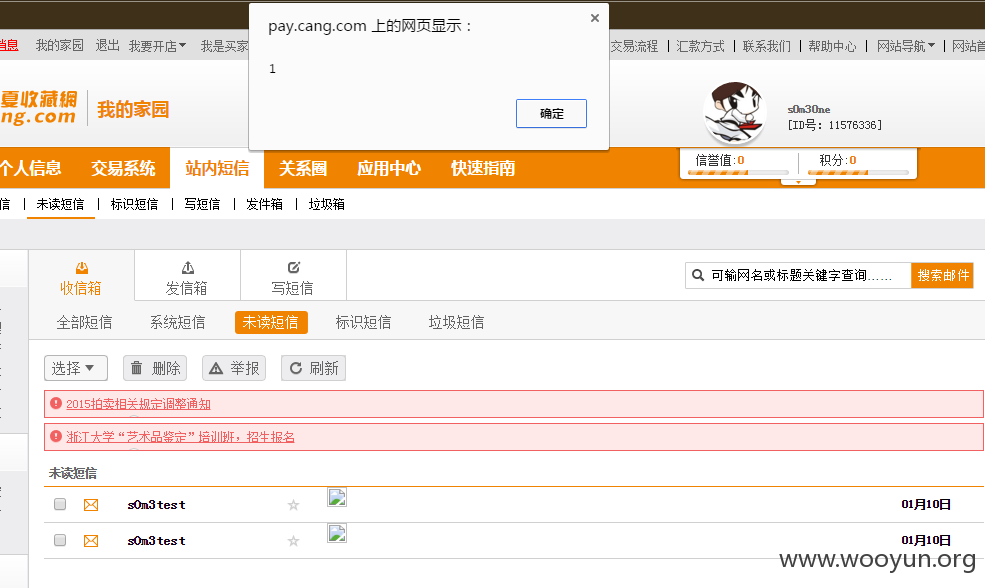 pay.cang.com 上的网页显示：
1
确定
消息 我的家园 退出 我要开店 我是买家 交易流程 | 汇款方式 | 联系我们 | 帮助中心 | 网站导航 | 网站首
夏收藏網
ng.com
我的家园
s0m30ne
[ID号：11576336]
个人信息 交易系统 站内短信 关系圈 应用中心 快速指南
信誉值:0 积分:0
信 | 未读短信 | 标识短信 | 写短信 | 发件箱 | 垃圾箱
收信箱 发信箱 写短信
可输网名或标题关键字查询…… 搜索邮件
全部短信 系统短信 未读短信 标识短信 垃圾短信
选择 删除 举报 刷新
2015拍卖相关规定调整通知
浙江大学“艺术品鉴定”培训班，招生报名
未读短信
s0m3test 01月10日
s0m3test 01月10日
www.wooyun.org